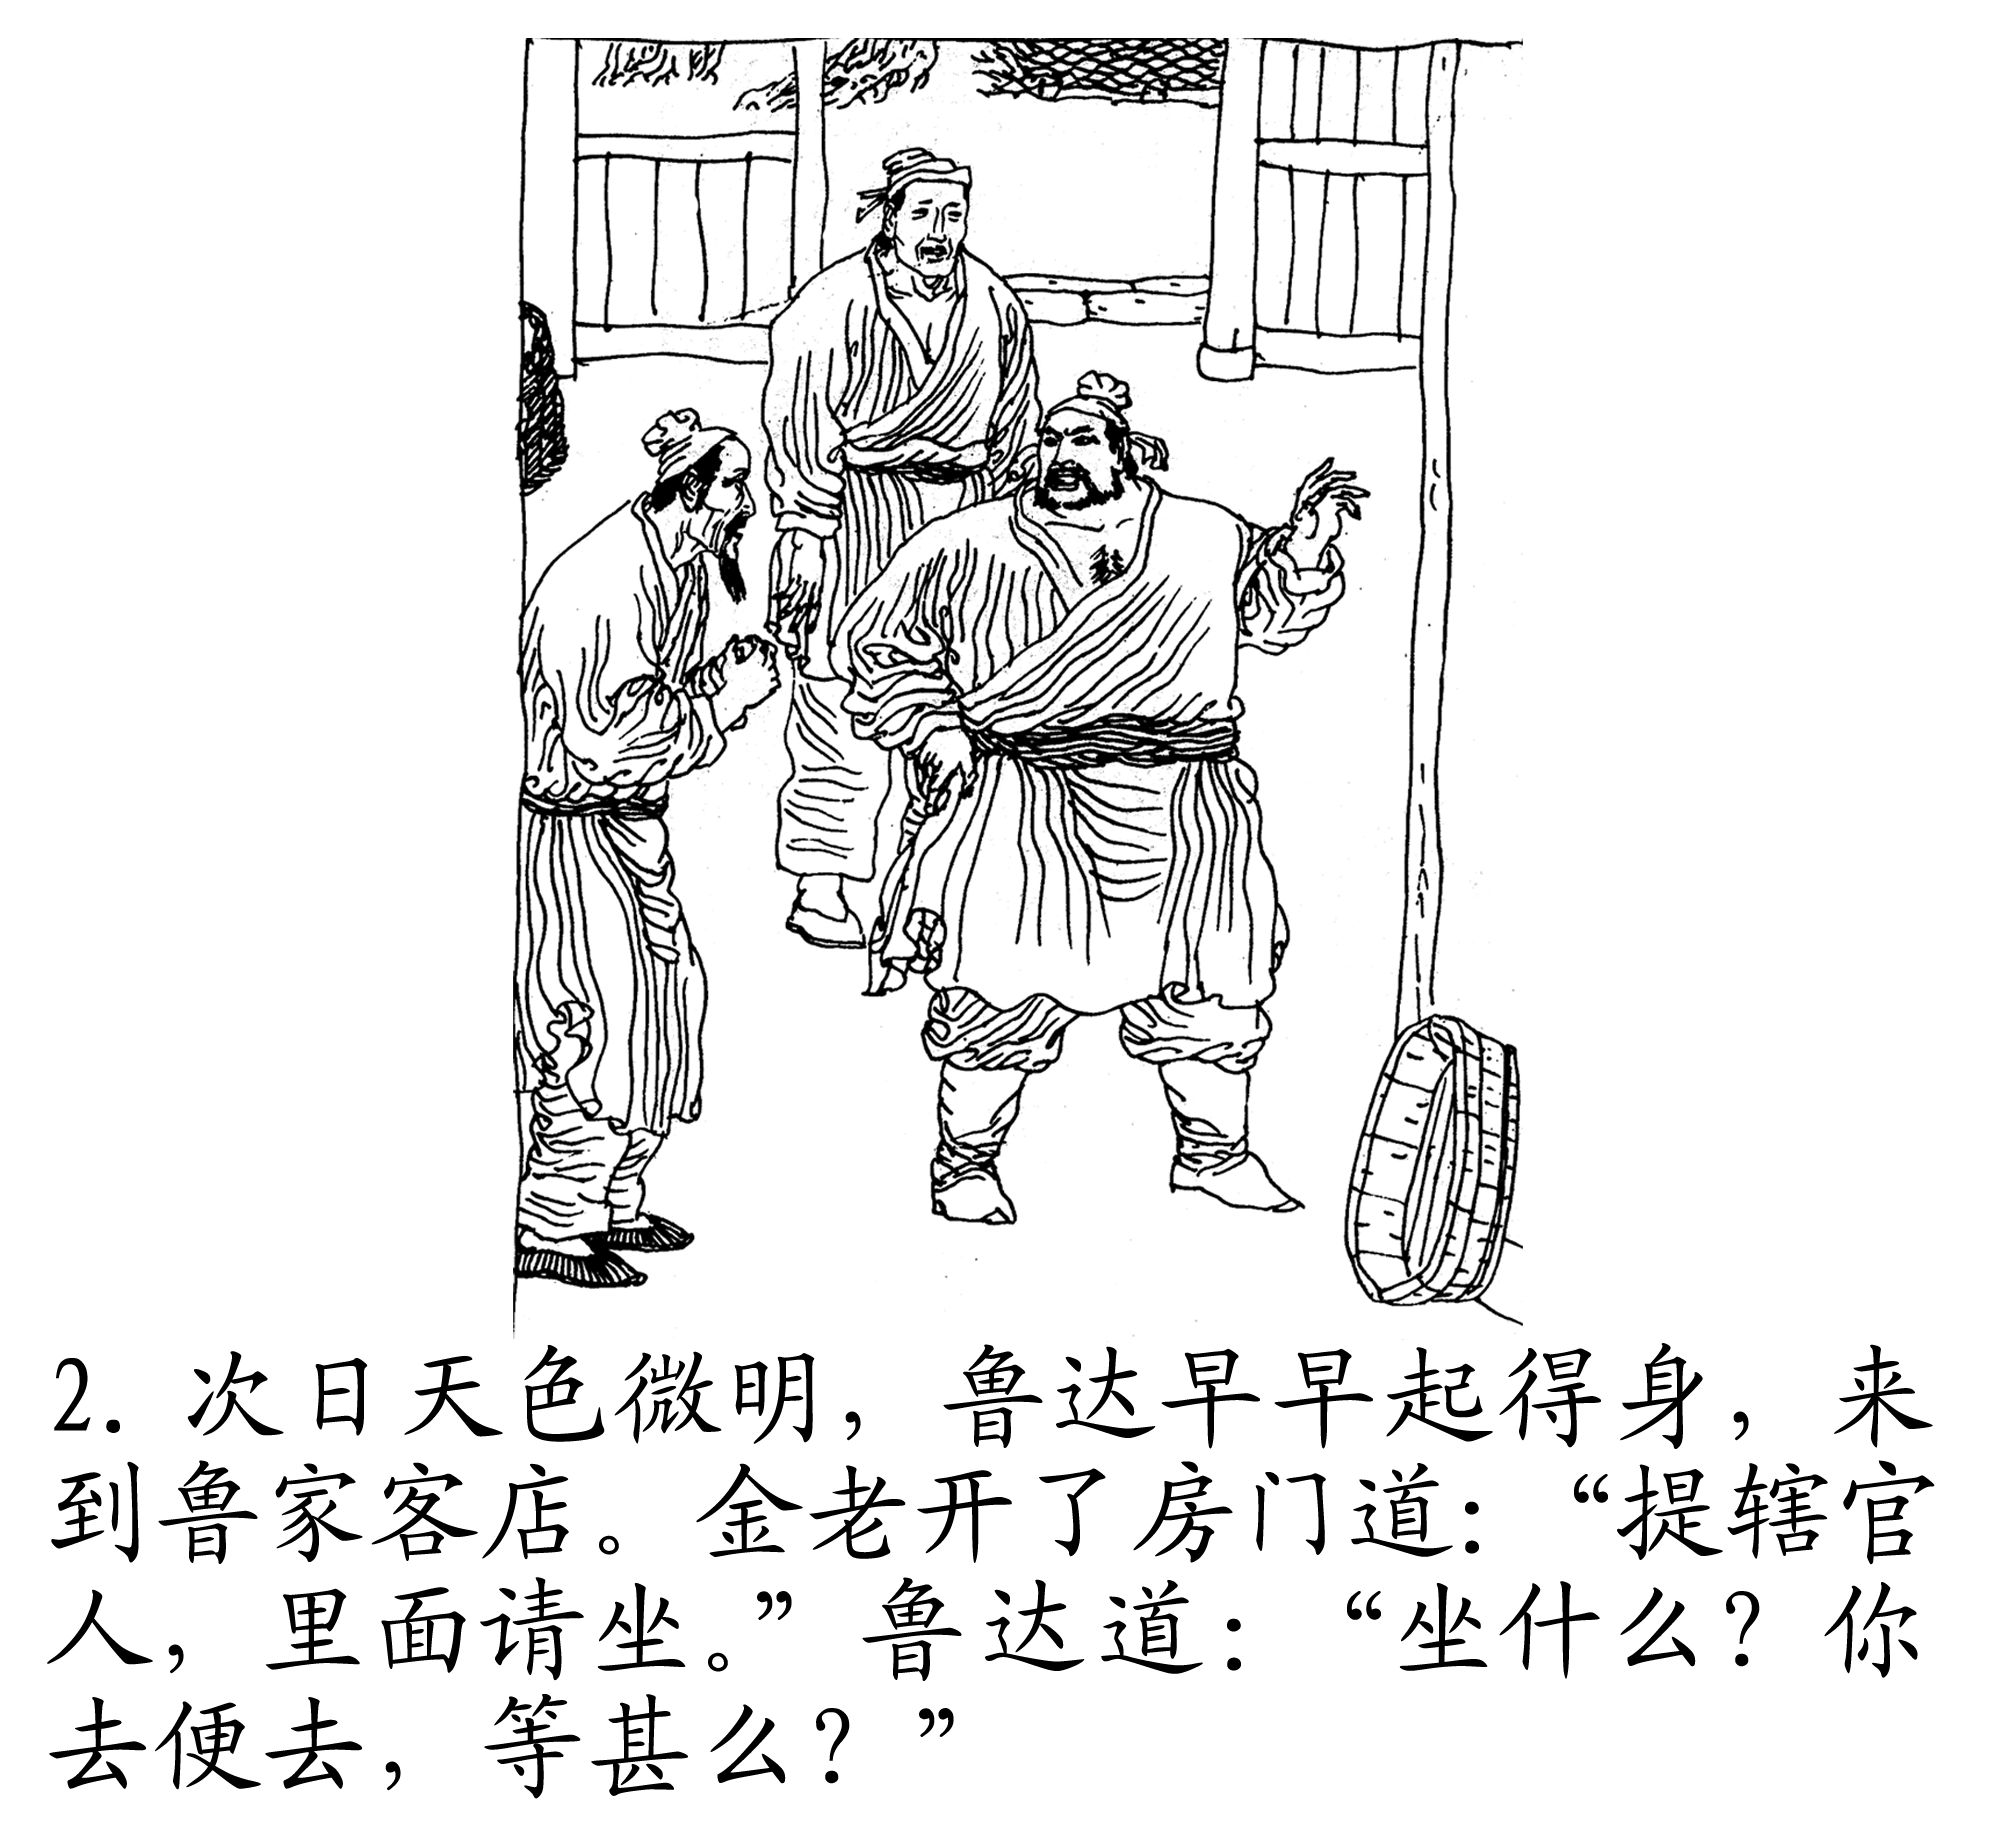 2. 次日天色微明，鲁达早早起得身，来
到鲁家客店。金老开了房门道：“提辖官
人，里面请坐。”鲁达道：“坐什么？你
去便去，等甚么？”